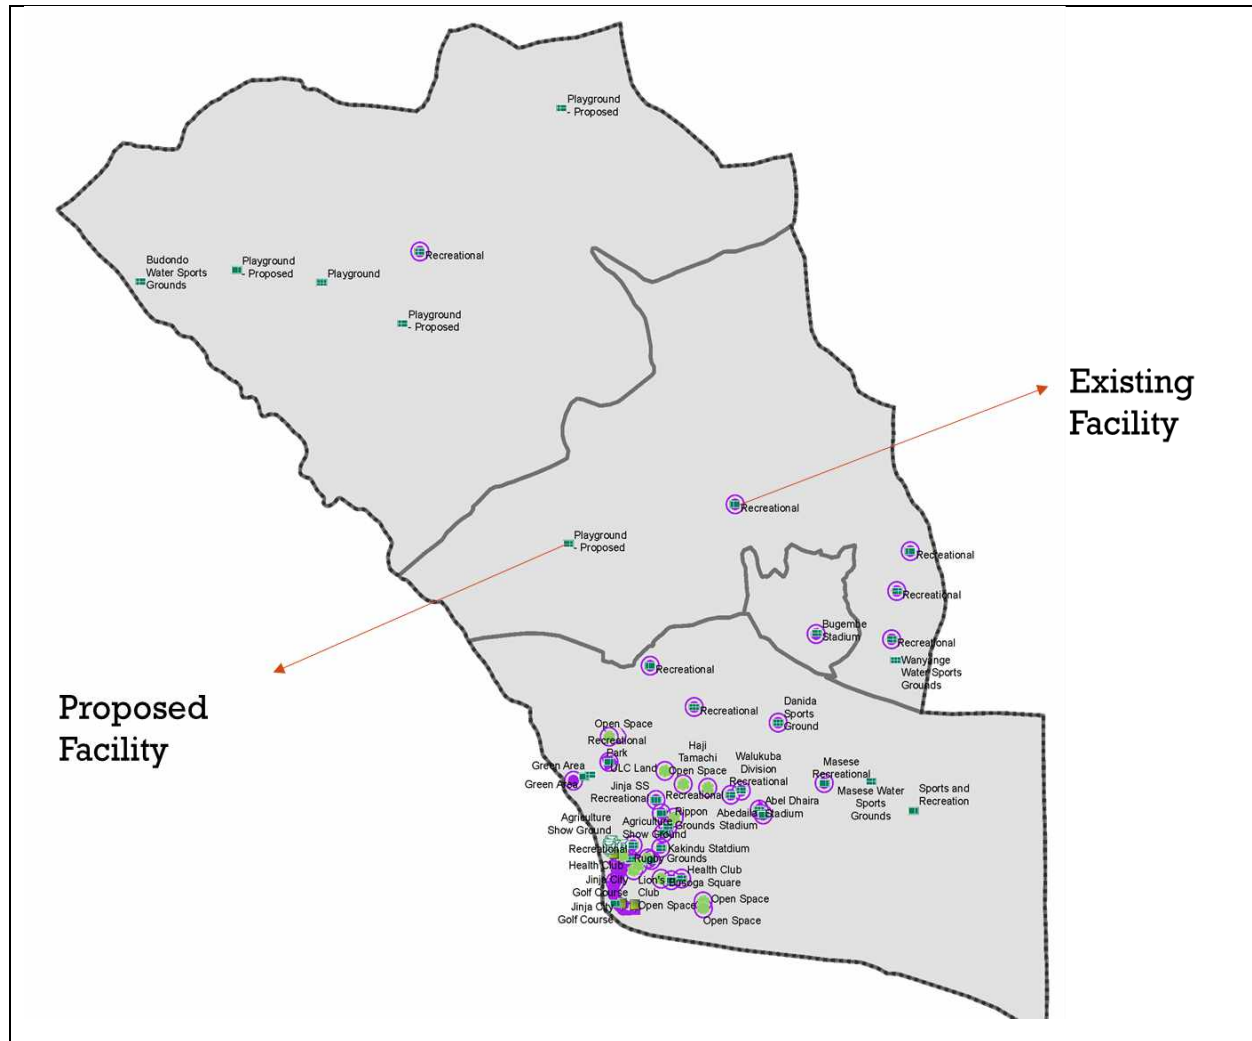 Playground
- Proposed
Budondo
Water Sports
Grounds
Playground
- Proposed
Playground
Recreational
Playground
- Proposed
Existing
Facility
Recreational
Playground
- Proposed
Recreational
Recreational
Bugembe
Stadium
Recreational
Wanyange
Water Sports
Grounds
Recreational
Proposed
Facility
Recreational
Danida
Sports
Ground
Open Space
Recreational
Park
Green Area
Green Area
ULC Land
Haji
Tamachi
Open Space
Walukuba
Division
Recreational
Masese
Recreational
Masese Water
Sports
Grounds
Sports and
Recreation
Jinja SS
Recreational
Recreational
Abel Dhaira
Stadium
Agriculture
Show Ground
Agriculture
Show Ground
Rippon
Grounds
Abedaila
Stadium
Recreational
Kakindu Statdium
Rugby Grounds
Health Club
Health Club
Jinja City
Golf Course
Lion's
Club
Busoga Square
Jinja City
Golf Course
Open Space
Open Space
Open Space